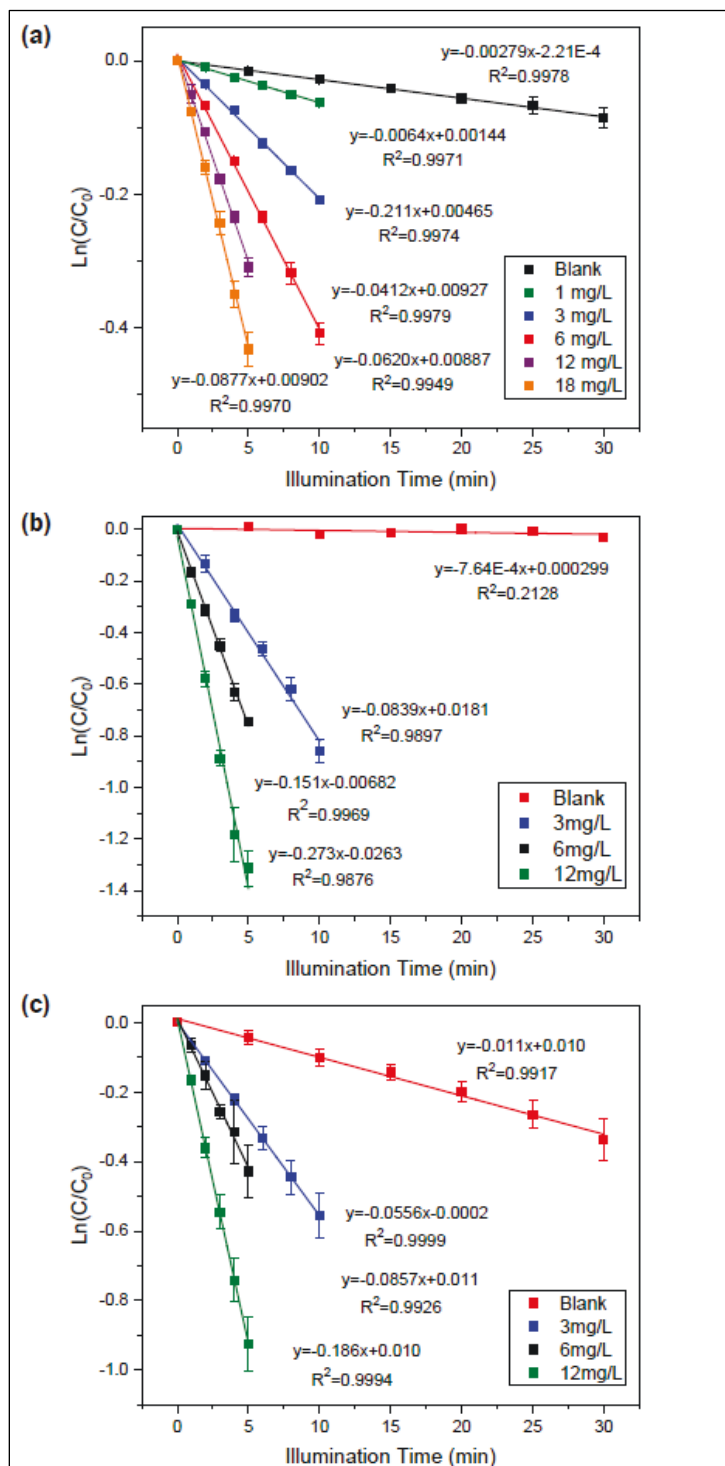 (a)
0.0
-0.2
-0.4
Ln(C/C0)
y=-0.00279x-2.21E-4
R2=0.9978
y=-0.0064x+0.00144
R2=0.9971
y=-0.211x+0.00465
R2=0.9974
y=-0.0412x+0.00927
R2=0.9979
y=-0.0620x+0.00887
R2=0.9949
y=-0.0877x+0.00902
R2=0.9970
Blank
1 mg/L
3 mg/L
6 mg/L
12 mg/L
18 mg/L
0 5 10 15 20 25 30
Illumination Time (min)
(b)
0.0
-0.2
-0.4
-0.6
-0.8
-1.0
-1.2
-1.4
Ln(C/C0)
y=-7.64E-4x+0.000299
R2=0.2128
y=-0.0839x+0.0181
R2=0.9897
y=-0.151x-0.00682
R2=0.9969
y=-0.273x-0.0263
R2=0.9876
Blank
3mg/L
6mg/L
12mg/L
0 5 10 15 20 25 30
Illumination Time (min)
(c)
0.0
-0.2
-0.4
-0.6
-0.8
-1.0
Ln(C/C0)
y=-0.011x+0.010
R2=0.9917
y=-0.0556x-0.0002
R2=0.9999
y=-0.0857x+0.011
R2=0.9926
y=-0.186x+0.010
R2=0.9994
Blank
3mg/L
6mg/L
12mg/L
0 5 10 15 20 25 30
Illumination Time (min)